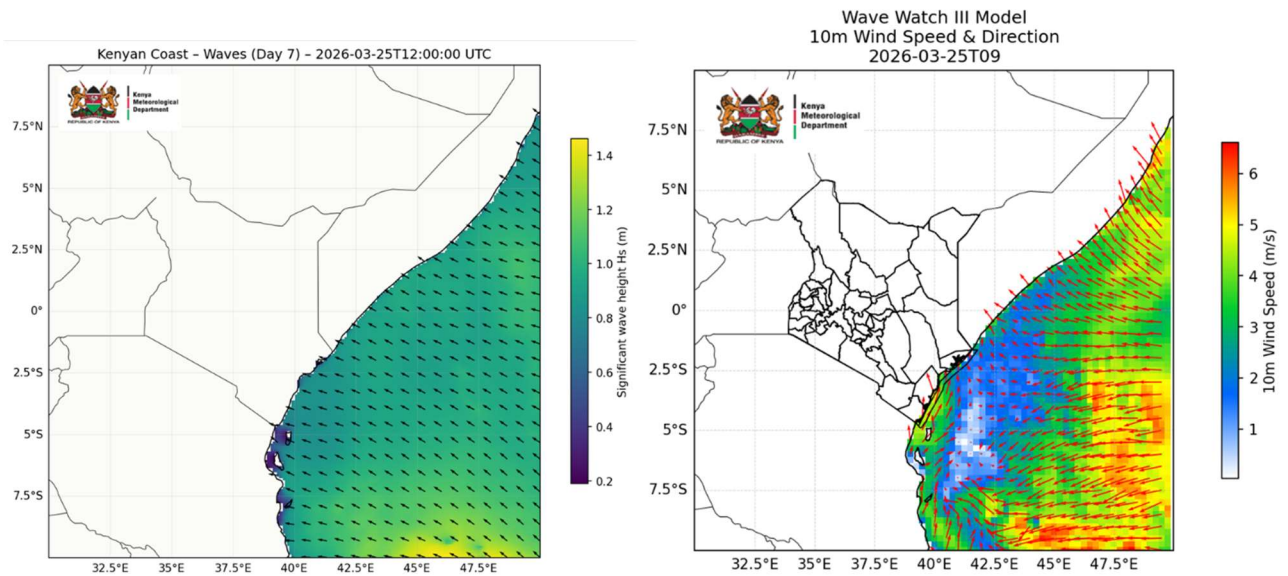 Kenyan Coast – Waves (Day 7) – 2026-03-25T12:00:00 UTC
Kenya
Meteorological
Department
REPUBLIC OF KENYA
7.5°N
5°N
2.5°N
0°
2.5°S
5°S
7.5°S
32.5°E 35°E 37.5°E 40°E 42.5°E 45°E 47.5°E
1.4
1.2
1.0
0.8
0.6
0.4
0.2
Significant wave height Hs (m)
Wave Watch III Model
10m Wind Speed & Direction
2026-03-25T09
Kenya
Meteorological
Department
REPUBLIC OF KENYA
7.5°N
5°N
2.5°N
0°
2.5°S
5°S
7.5°S
32.5°E 35°E 37.5°E 40°E 42.5°E 45°E 47.5°E
6
5
4
3
2
1
10m Wind Speed (m/s)